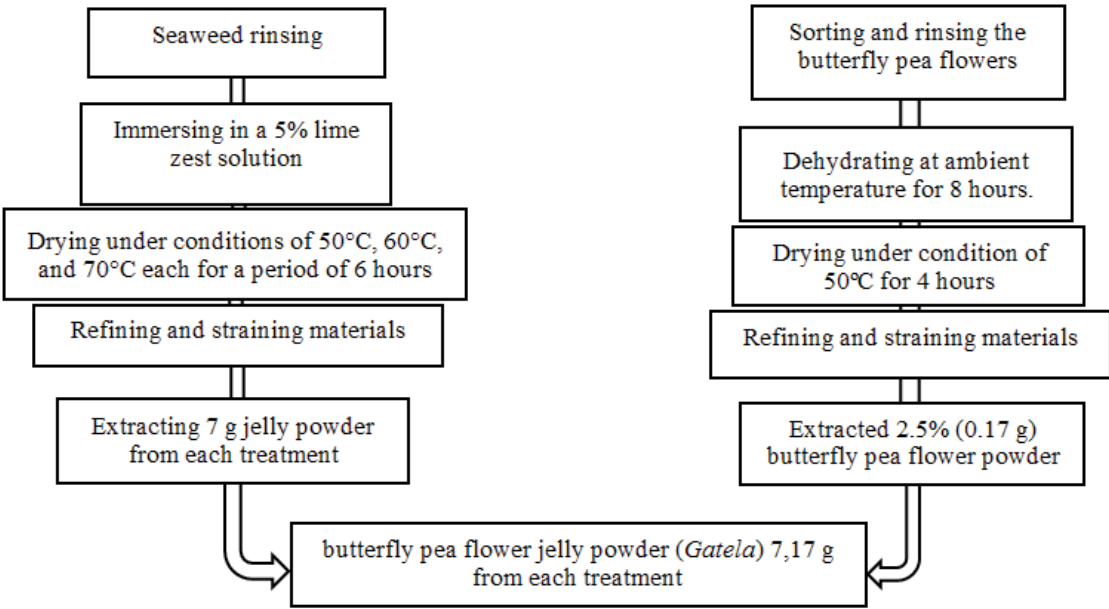 Seaweed rinsing
Immersing in a 5% lime
zest solution
Drying under conditions of 50°C, 60°C,
and 70°C each for a period of 6 hours
Refining and straining materials
Extracting 7 g jelly powder
from each treatment
Sorting and rinsing the
butterfly pea flowers
Dehydrating at ambient
temperature for 8 hours.
Drying under condition of
50℃ for 4 hours
Refining and straining materials
Extracted 2.5% (0.17 g)
butterfly pea flower powder
butterfly pea flower jelly powder (Gatela) 7,17 g
from each treatment